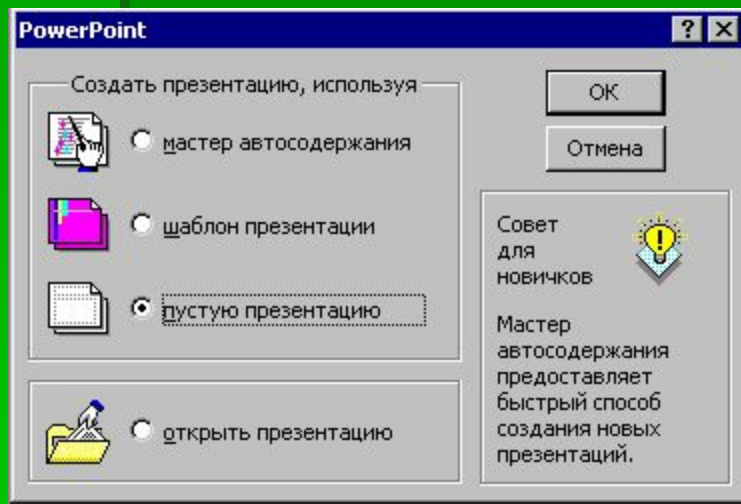 PowerPoint
Создать презентацию, используя
мастер автосодержания
шаблон презентации
пустую презентацию
открыть презентацию
ОК
Отмена
Совет
для
новичков
Мастер
автосодержания
предоставляет
быстрый способ
создания новых
презентаций.